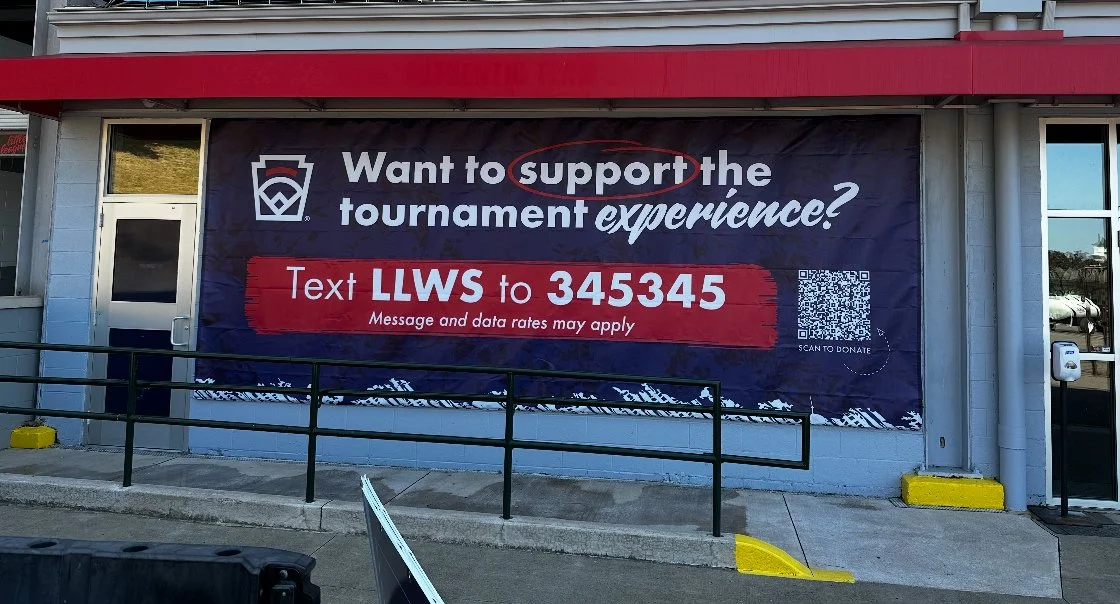 Want to support the
tournament experience?
Text LLWS to 345345
Message and data rates may apply
SCAN TO DONATE